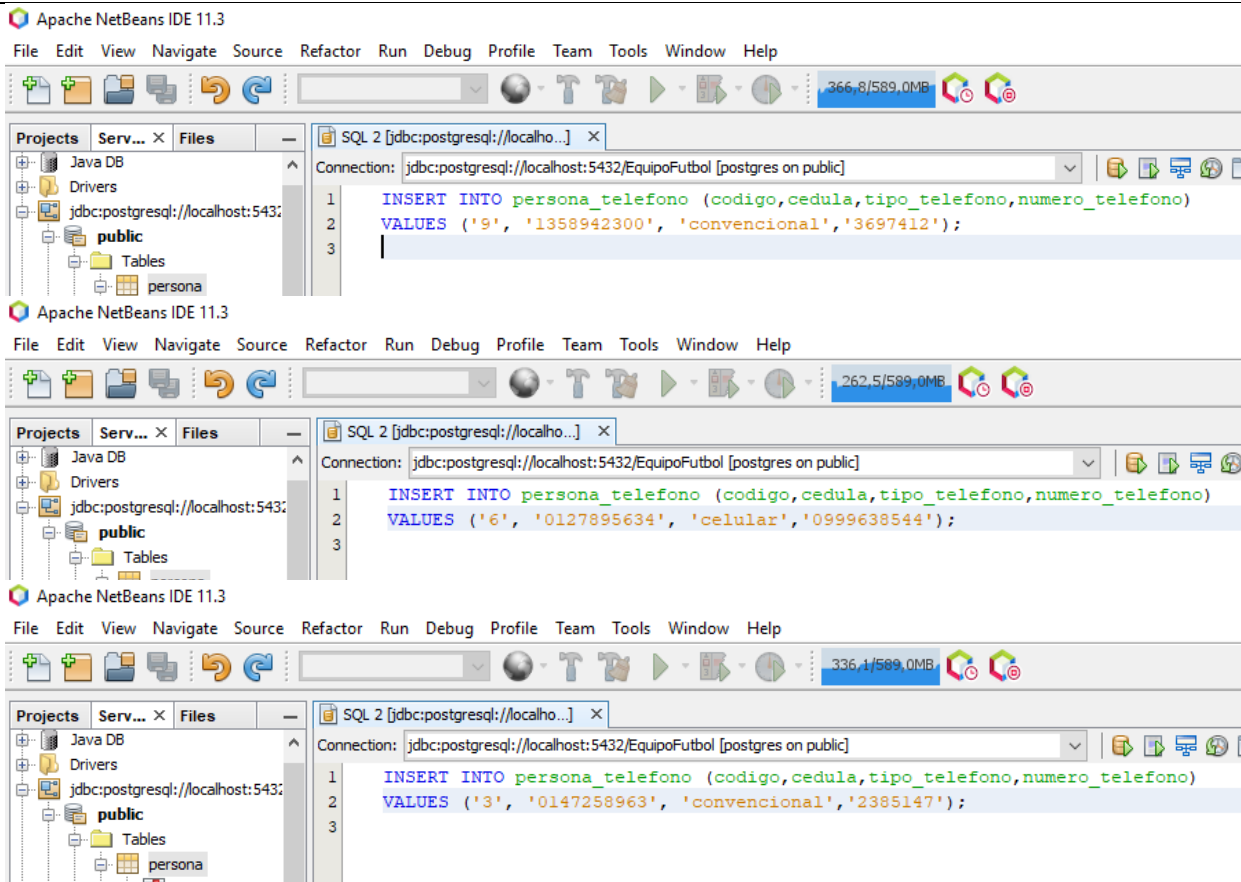 Apache NetBeans IDE 11.3
File Edit View Navigate Source Refactor Run Debug Profile Team Tools Window Help
366,8/589,0MB
Projects Serv... Files SQL 2 [jdbc:postgresql://localho...]
Java DB
Connection: jdbc:postgresql://localhost:5432/EquipoFutbol [postgres on public]
Drivers
jdbc:postgresql://localhost:5432
public
Tables
persona
1 INSERT INTO persona_telefono (codigo,cedula,tipo_telefono,numero_telefono)
2 VALUES ('9', '1358942300', 'convencional','3697412');
3
Apache NetBeans IDE 11.3
File Edit View Navigate Source Refactor Run Debug Profile Team Tools Window Help
262,5/589,0MB
Projects Serv... Files SQL 2 [jdbc:postgresql://localho...]
Java DB
Connection: jdbc:postgresql://localhost:5432/EquipoFutbol [postgres on public]
Drivers
jdbc:postgresql://localhost:5432
public
Tables
1 INSERT INTO persona_telefono (codigo,cedula,tipo_telefono,numero_telefono)
2 VALUES ('6', '0127895634', 'celular','0999638544');
3
Apache NetBeans IDE 11.3
File Edit View Navigate Source Refactor Run Debug Profile Team Tools Window Help
336,1/589,0MB
Projects Serv... Files SQL 2 [jdbc:postgresql://localho...]
Java DB
Connection: jdbc:postgresql://localhost:5432/EquipoFutbol [postgres on public]
Drivers
jdbc:postgresql://localhost:5432
public
Tables
persona
1 INSERT INTO persona_telefono (codigo,cedula,tipo_telefono,numero_telefono)
2 VALUES ('3', '0147258963', 'convencional','2385147');
3